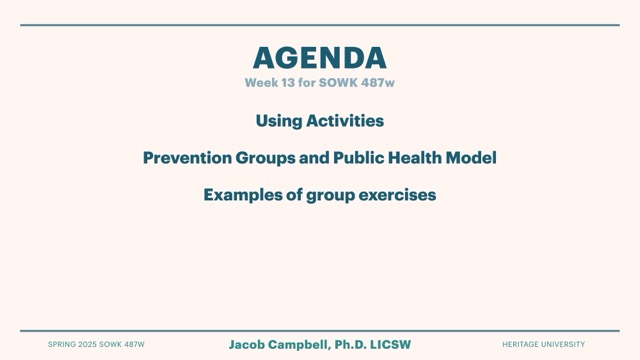 AGENDA
Week 13 for SOWK 487w
Using Activities
Prevention Groups and Public Health Model
Examples of group exercises
SPRING 2025 SOWK 487W
Jacob Campbell, Ph.D. LICSW
HERITAGE UNIVERSITY